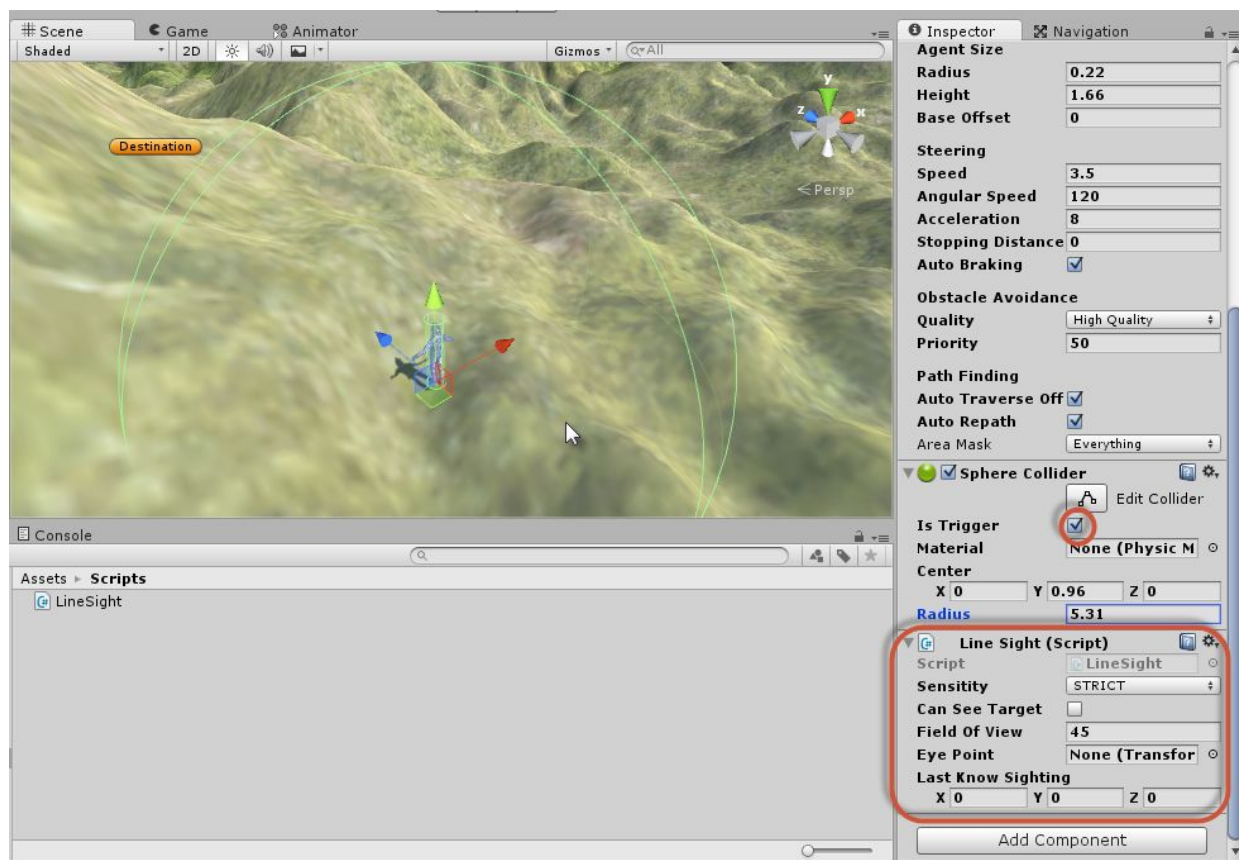 Scene Game Animator
Shaded 2D Gizmos All
Destination
y
z x
Persp
Console
Assets Scripts
LineSight
Inspector Navigation
Agent Size
Radius 0.22
Height 1.66
Base Offset 0
Steering
Speed 3.5
Angular Speed 120
Acceleration 8
Stopping Distance 0
Auto Braking
Obstacle Avoidance
Quality High Quality
Priority 50
Path Finding
Auto Traverse Off
Auto Repath
Area Mask Everything
Sphere Collider
Edit Collider
Is Trigger
Material None (Physic M
Center
X 0 Y 0.96 Z 0
Radius 5.31
Line Sight (Script)
Script LineSight
Sensitity STRICT
Can See Target
Field Of View 45
Eye Point None (Transfor
Last Know Sighting
X 0 Y 0 Z 0
Add Component